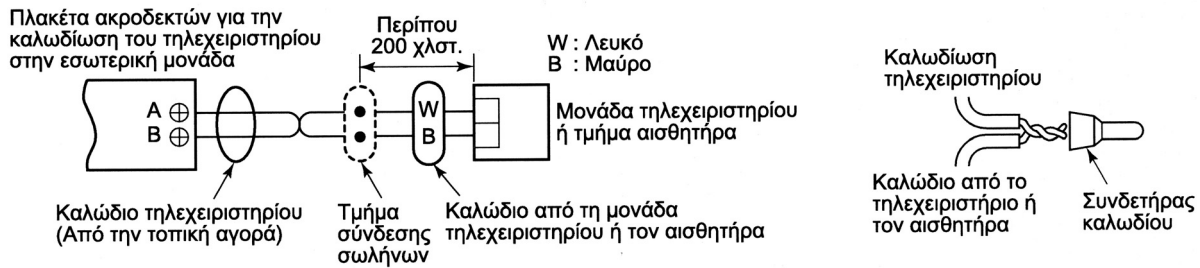 Πλακέτα ακροδεκτών για την
καλωδίωση του τηλεχειριστηρίου
στην εσωτερική μονάδα
Περίπου
200 χλστ.
W : Λευκό
B : Μαύρο
A
B
W
B
Μονάδα τηλεχειριστηρίου
ή τμήμα αισθητήρα
Καλώδιο τηλεχειριστηρίου
(Από την τοπική αγορά)
Τμήμα
σύνδεσης
σωλήνων
Καλώδιο από τη μονάδα
τηλεχειριστηρίου ή τον αισθητήρα
Καλωδίωση
τηλεχειριστηρίου
Καλώδιο από το
τηλεχειριστήριο ή
τον αισθητήρα
Συνδετήρας
καλωδίου